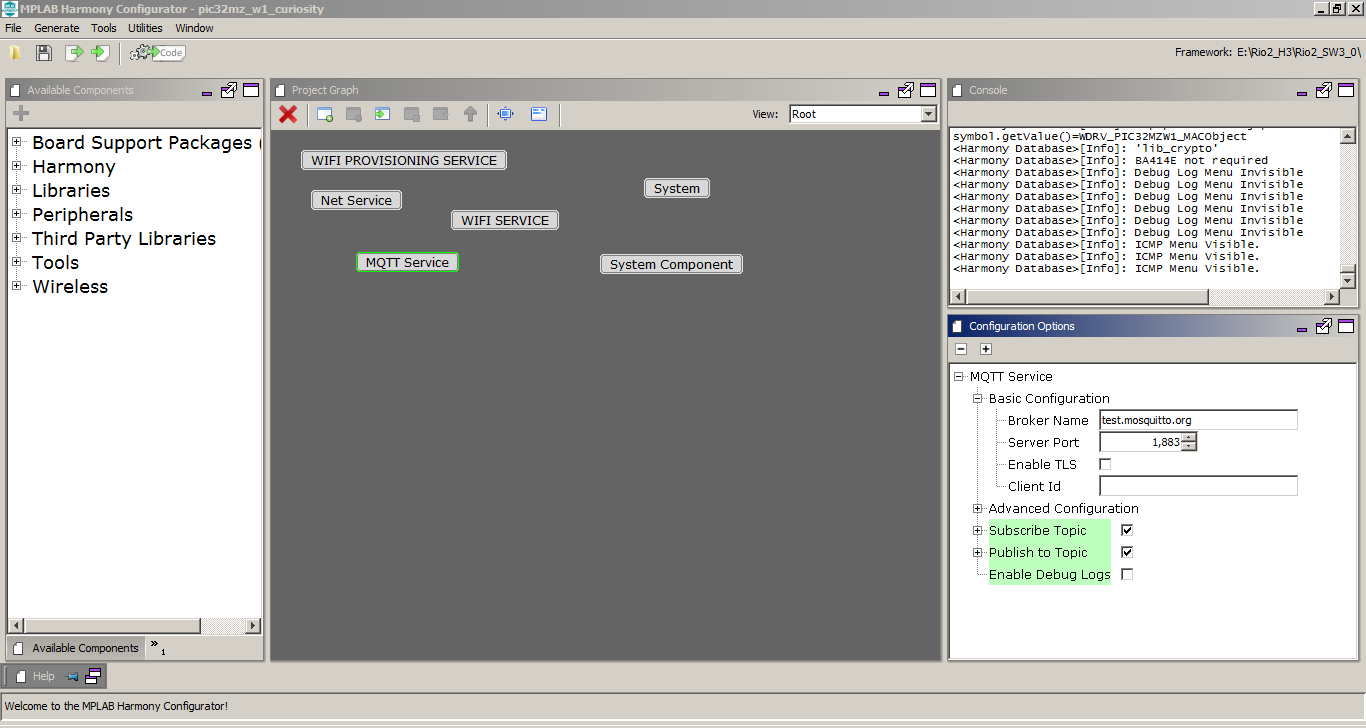 MPLAB Harmony Configurator - pic32mz_w1_curiosity
File Generate Tools Utilities Window
Code
Framework: E:\Rio2_H3\Rio2_SW3_0\
Available Components
Board Support Packages (
Harmony
Libraries
Peripherals
Third Party Libraries
Tools
Wireless
Available Components
» 1
Project Graph
View: Root
WIFI PROVISIONING SERVICE
System
Net Service
WIFI SERVICE
MQTT Service
System Component
Console
symbol.getValue()=WDRV_PIC32MZW1_MACObject
<Harmony Database>[Info]: 'lib_crypto'
<Harmony Database>[Info]: BA414E not required
<Harmony Database>[Info]: Debug Log Menu Invisible
<Harmony Database>[Info]: Debug Log Menu Invisible
<Harmony Database>[Info]: Debug Log Menu Invisible
<Harmony Database>[Info]: Debug Log Menu Invisible
<Harmony Database>[Info]: Debug Log Menu Invisible
<Harmony Database>[Info]: Debug Log Menu Invisible
<Harmony Database>[Info]: ICMP Menu Visible.
<Harmony Database>[Info]: ICMP Menu Visible.
<Harmony Database>[Info]: ICMP Menu Visible.
Configuration Options
MQTT Service
Basic Configuration
Broker Name test.mosquitto.org
Server Port 1,883
Enable TLS
Client Id
Advanced Configuration
Subscribe Topic
Publish to Topic
Enable Debug Logs
Help
Welcome to the MPLAB Harmony Configurator!